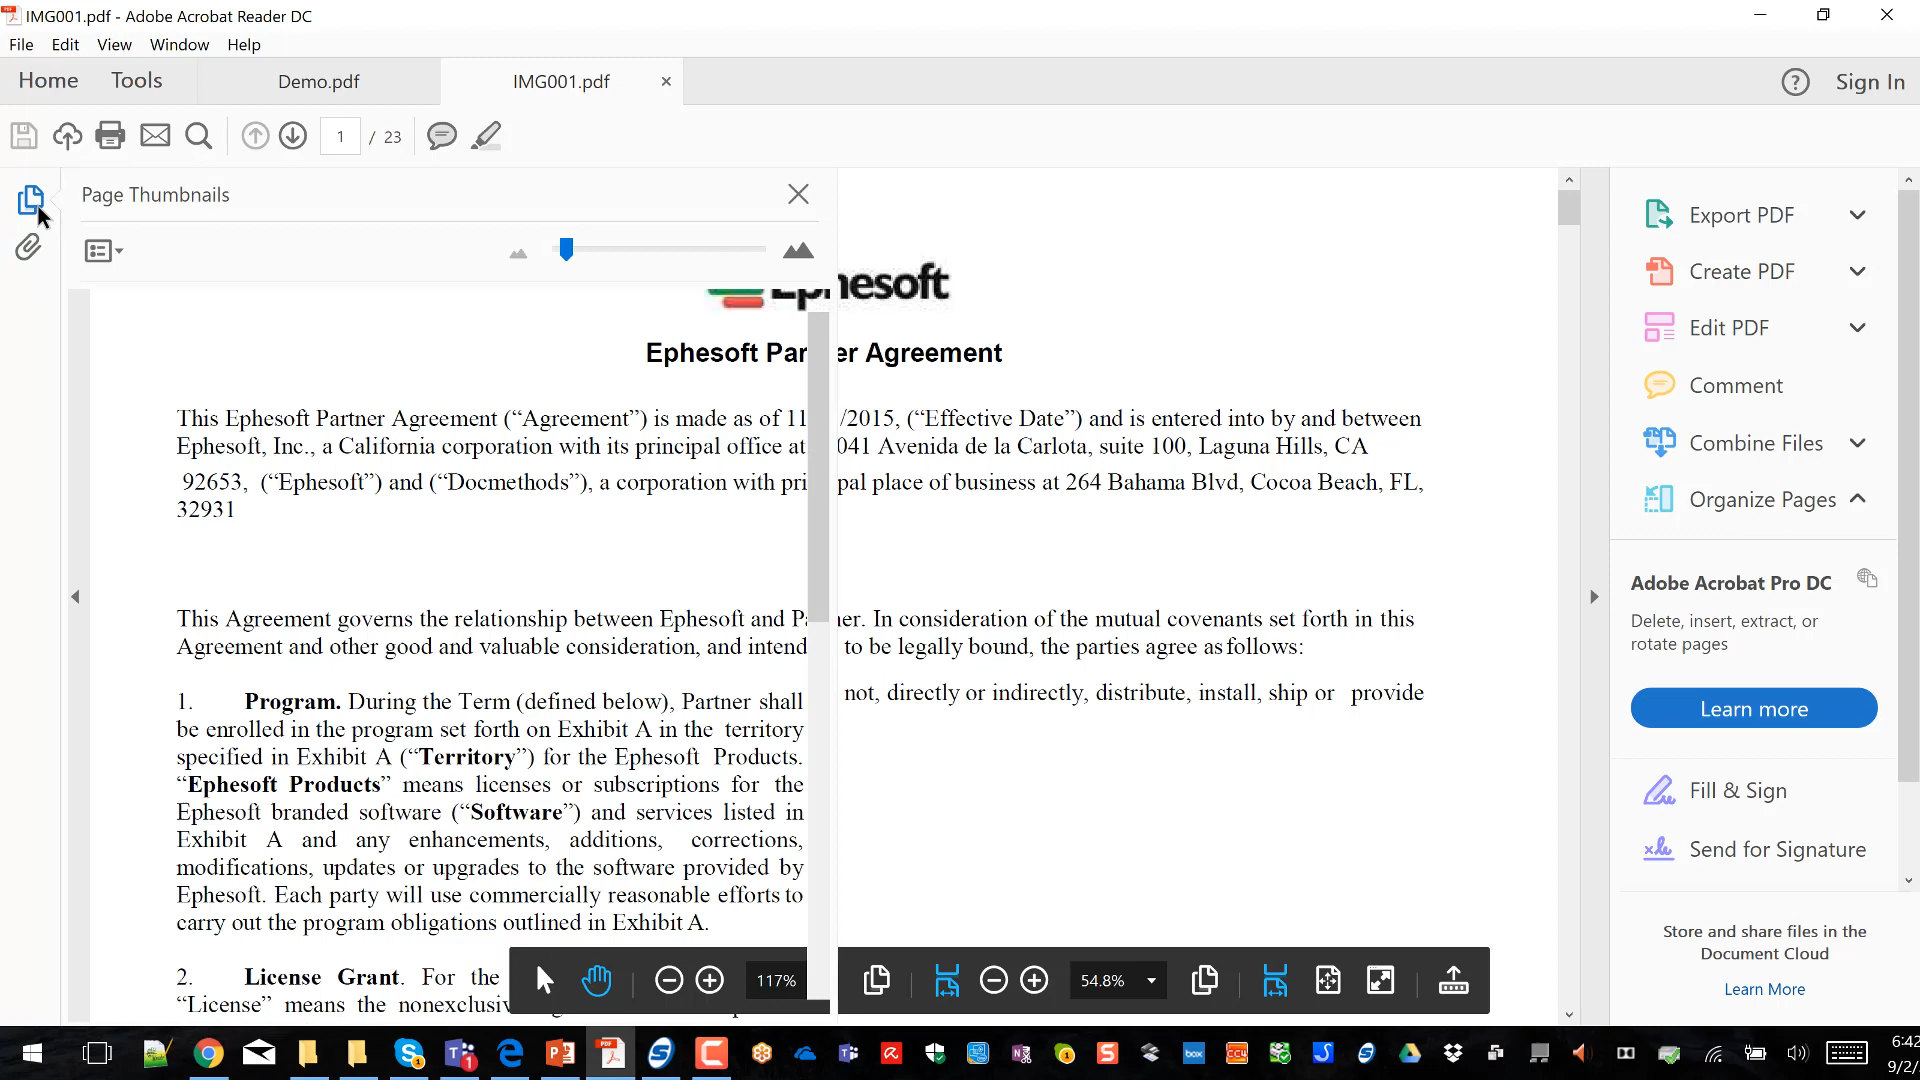 IMG001.pdf - Adobe Acrobat Reader DC
File Edit View Window Help
Home Tools Demo.pdf IMG001.pdf
? Sign In
1 / 23
Page Thumbnails
Ephesoft
Ephesoft Par er Agreement
This Ephesoft Partner Agreement (“Agreement”) is made as of 11 /2015, (“Effective Date”) and is entered into by and between
Ephesoft, Inc., a California corporation with its principal office at 041 Avenida de la Carlota, suite 100, Laguna Hills, CA
92653, (“Ephesoft”) and (“Docmethods”), a corporation with pri pal place of business at 264 Bahama Blvd, Cocoa Beach, FL,
32931
This Agreement governs the relationship between Ephesoft and Pa ner. In consideration of the mutual covenants set forth in this
Agreement and other good and valuable consideration, and intend to be legally bound, the parties agree as follows:
1. Program. During the Term (defined below), Partner shall not, directly or indirectly, distribute, install, ship or provide
be enrolled in the program set forth on Exhibit A in the territory
specified in Exhibit A (“Territory”) for the Ephesoft Products.
“Ephesoft Products” means licenses or subscriptions for the
Ephesoft branded software (“Software”) and services listed in
Exhibit A and any enhancements, additions, corrections,
modifications, updates or upgrades to the software provided by
Ephesoft. Each party will use commercially reasonable efforts to
carry out the program obligations outlined in Exhibit A.
2. License Grant. For the
“License” means the nonexclusiv
117%
54.8%
Export PDF
Create PDF
Edit PDF
Comment
Combine Files
Organize Pages
Adobe Acrobat Pro DC
Delete, insert, extract, or
rotate pages
Learn more
Fill & Sign
Send for Signature
Store and share files in the
Document Cloud
Learn More
6:42
9/2/